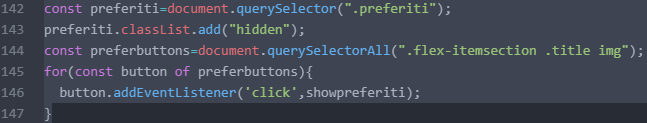 142 const preferiti=document.querySelector(".preferiti");
143 preferiti.classList.add("hidden");
144 const preferbuttons=document.querySelectorAll(".flex-itemsection .title img");
145 for(const button of preferbuttons){
146   button.addEventListener('click',showpreferiti);
147 }